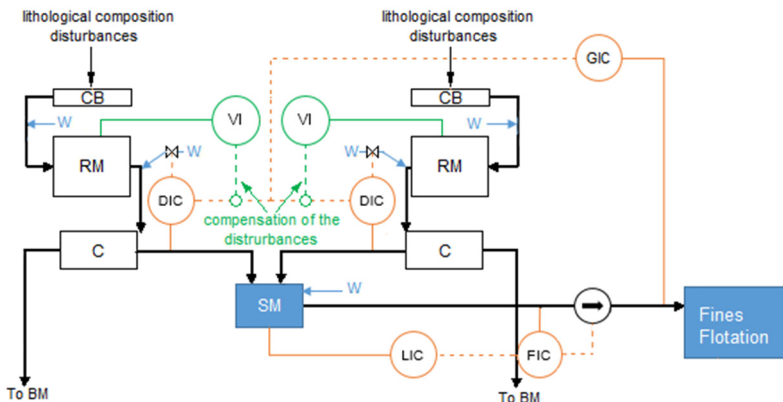 lithological composition
disturbances
lithological composition
disturbances
GIC
CB
CB
W
VI
VI
W
RM
W
W
RM
DIC
DIC
compensation of the
distrurbances
C
C
W
SM
Fines
Flotation
LIC
FIC
To BM
To BM